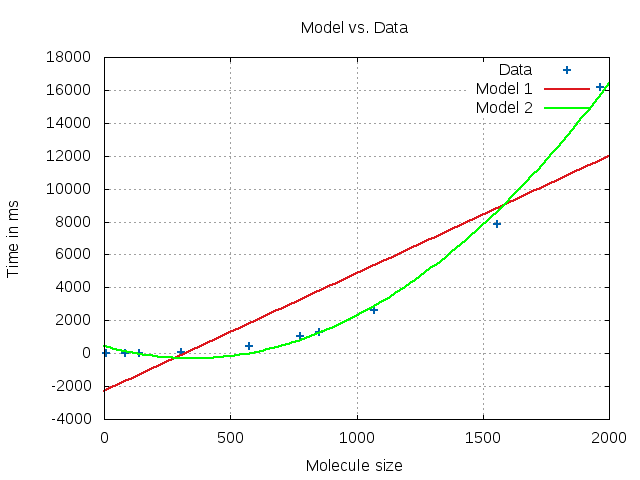 Model vs. Data
Data
Model 1
Model 2
18000
16000
14000
12000
10000
8000
6000
4000
2000
0
-2000
-4000
Time in ms
0 500 1000 1500 2000
Molecule size